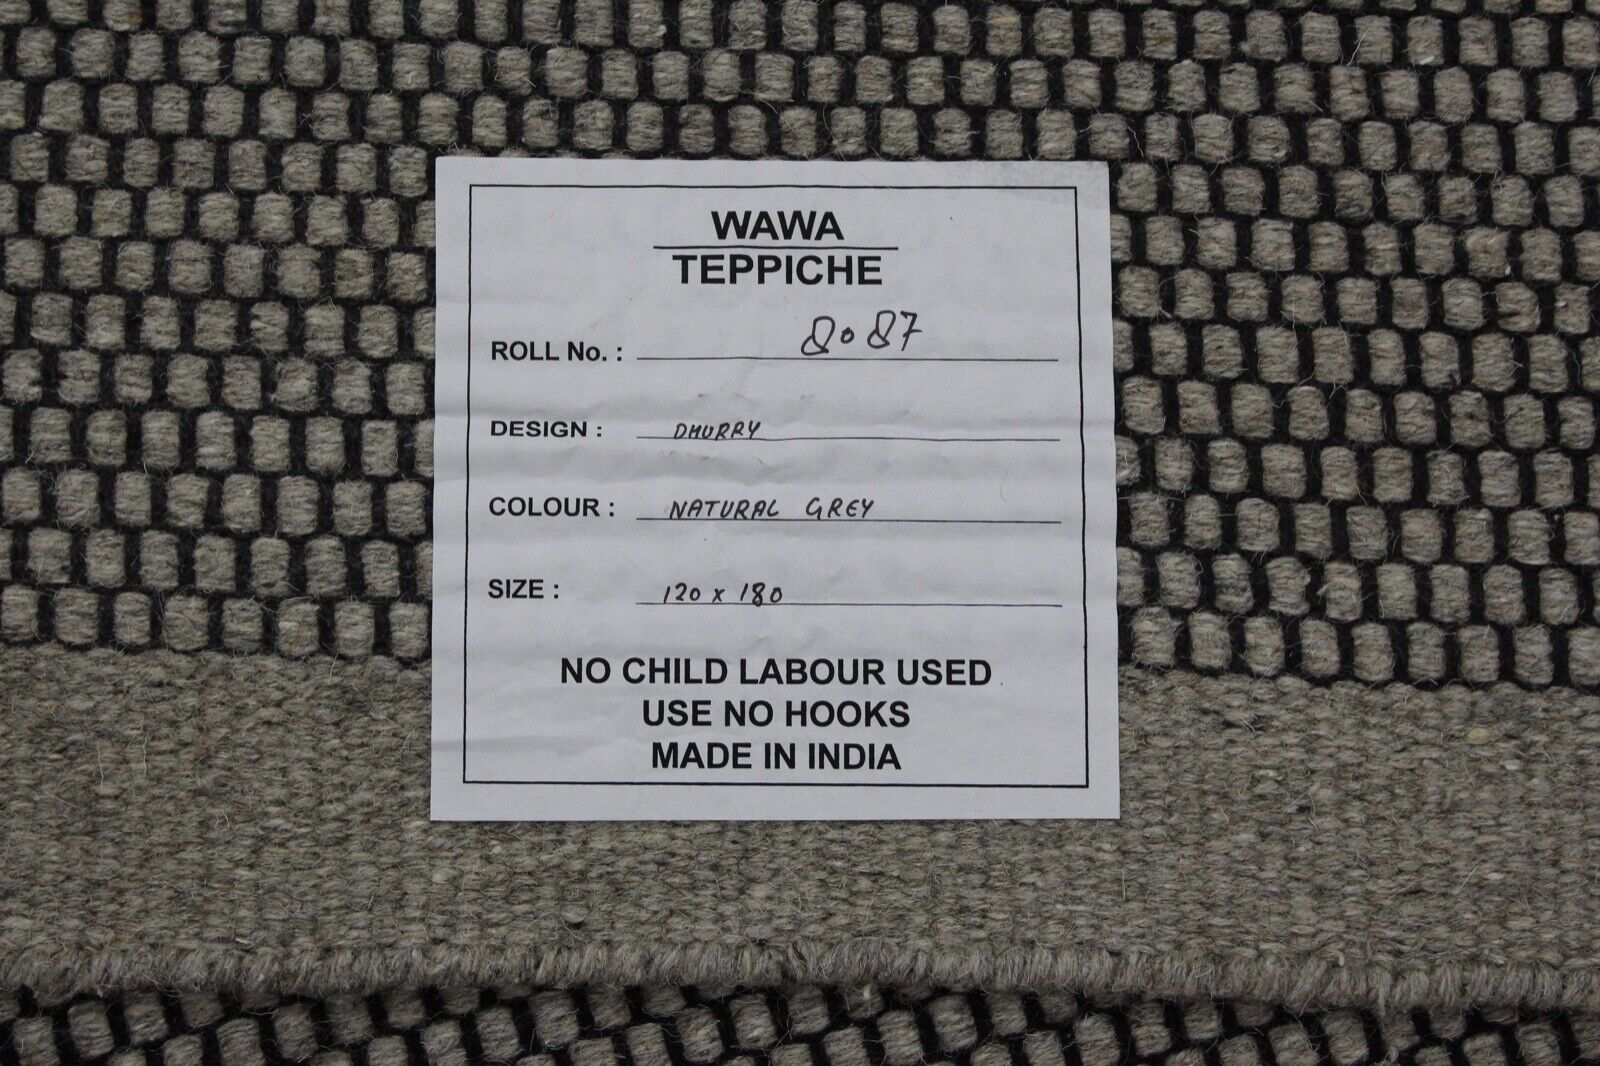 WAWA
TEPPICHE
ROLL No. : 8087
DESIGN : DHURRY
COLOUR : NATURAL GREY
SIZE : 120 x 180
NO CHILD LABOUR USED
USE NO HOOKS
MADE IN INDIA